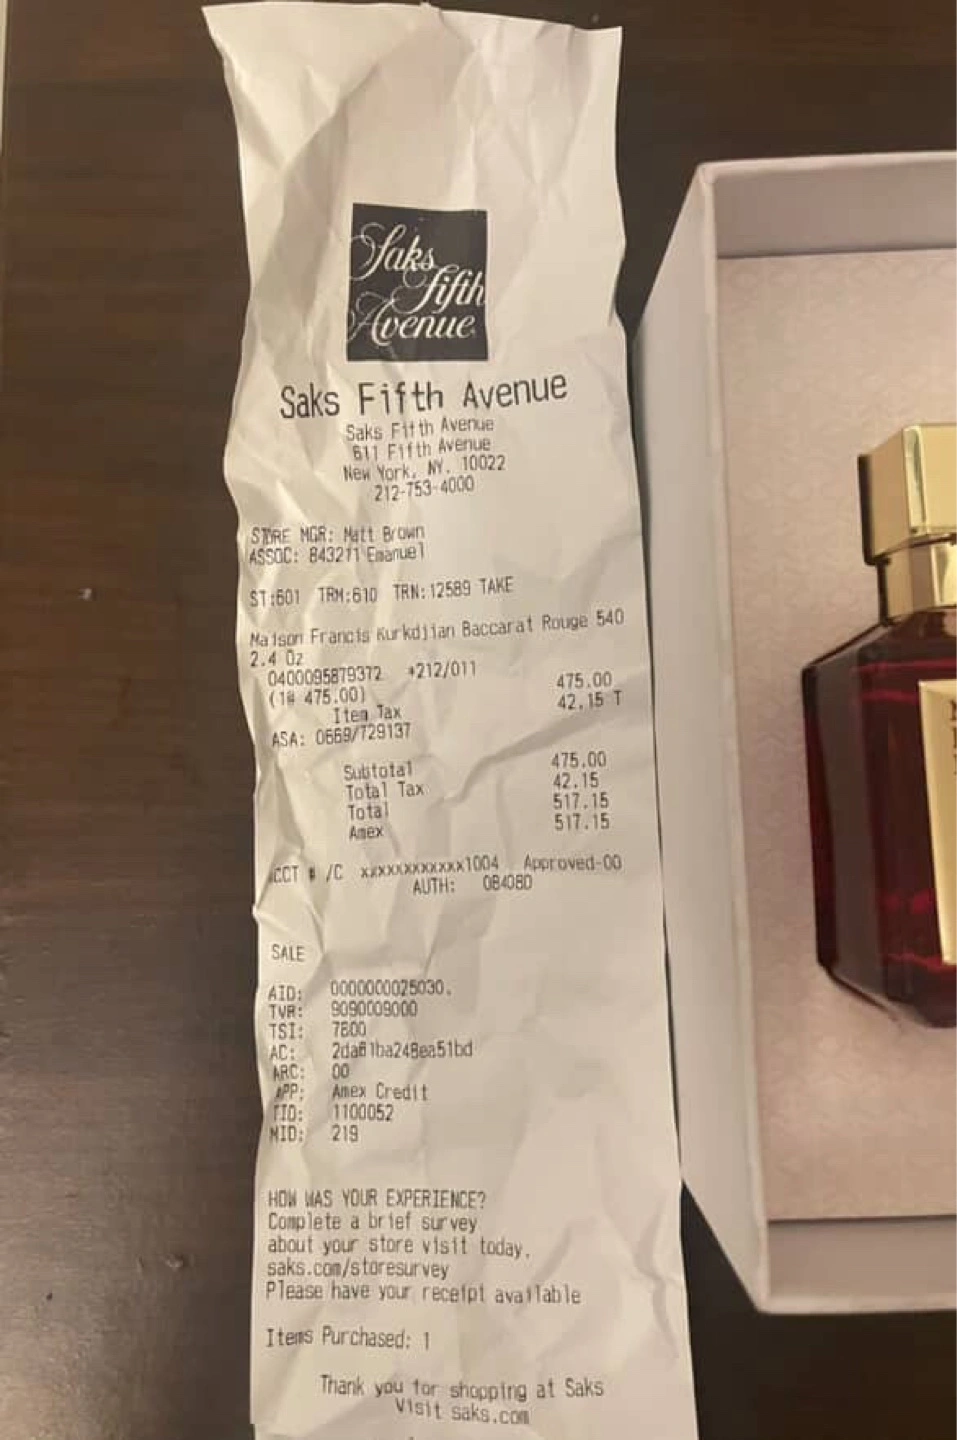 Saks
Fifth
Avenue
Saks Fifth Avenue
Saks Fifth Avenue
611 Fifth Avenue
New York, NY. 10022
212-753-4000
STORE MGR: Matt Brown
ASSOC: 843211 Emanuel
ST:601 TRM:610 TRN:12589 TAKE
Maison Francis Kurkdjian Baccarat Rouge 540
2.4 Oz
0400095879372 *212/011
(1@ 475.00) 475.00
Item Tax 42.15 T
ASA: 0669/729137
Subtotal 475.00
Total Tax 42.15
Total 517.15
Amex 517.15
ACCT # /C xxxxxxxxxxx1004 Approved-00
AUTH: 084080
SALE
AID: 0000000025030.
TVR: 9090009000
TSI: 7800
AC: 2da81ba248ea51bd
ARC: 00
APP: Amex Credit
TID: 1100052
MID: 219
HOW WAS YOUR EXPERIENCE?
Complete a brief survey
about your store visit today.
saks.com/storesurvey
Please have your receipt available
Items Purchased: 1
Thank you for shopping at Saks
Visit saks.com